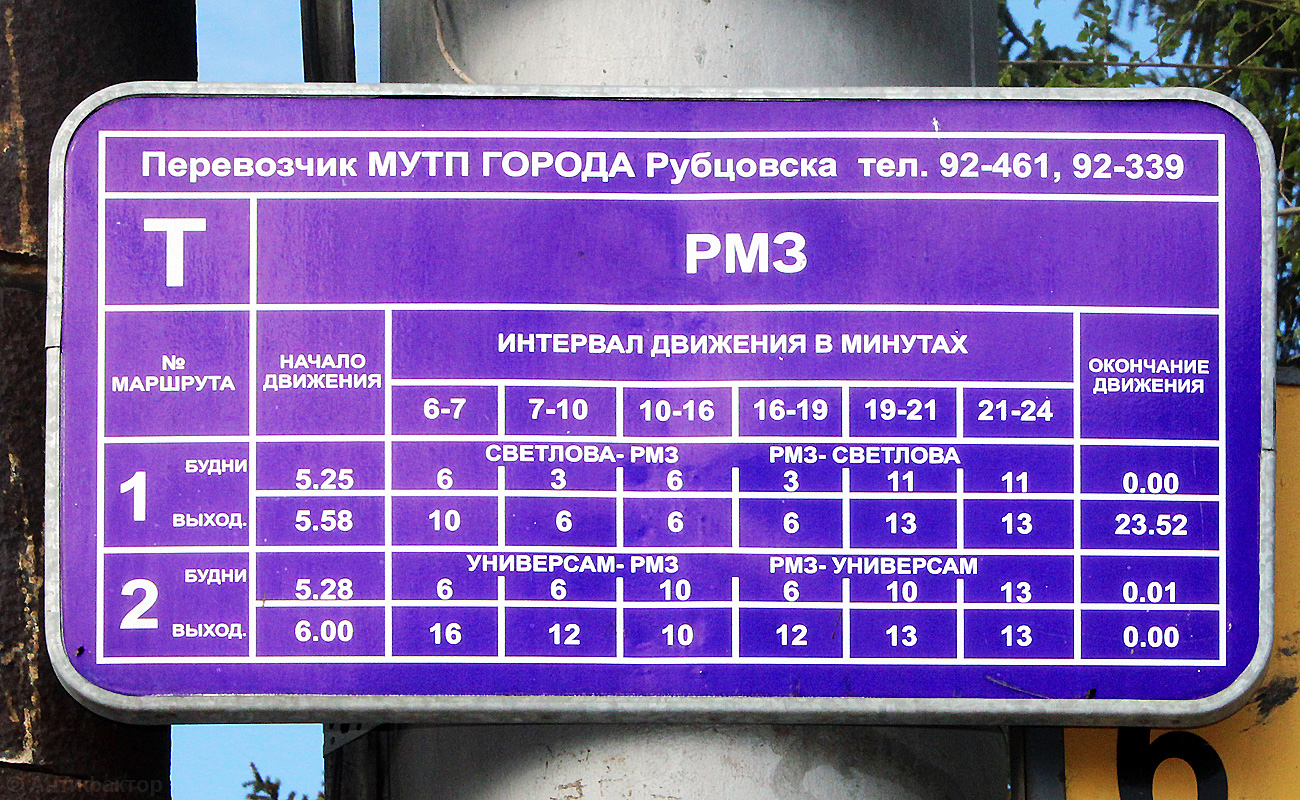 Перевозчик МУТП ГОРОДА Рубцовска тел. 92-461, 92-339
Т РМЗ
№ МАРШРУТА НАЧАЛО ДВИЖЕНИЯ ИНТЕРВАЛ ДВИЖЕНИЯ В МИНУТАХ ОКОНЧАНИЕ ДВИЖЕНИЯ
6-7 7-10 10-16 16-19 19-21 21-24
СВЕТЛОВА- РМЗ РМЗ- СВЕТЛОВА
1 БУДНИ 5.25 6 3 6 3 11 11 0.00
ВЫХОД. 5.58 10 6 6 6 13 13 23.52
УНИВЕРСАМ- РМЗ РМЗ- УНИВЕРСАМ
2 БУДНИ 5.28 6 6 10 6 10 13 0.01
ВЫХОД. 6.00 16 12 10 12 13 13 0.00
© Антифактор